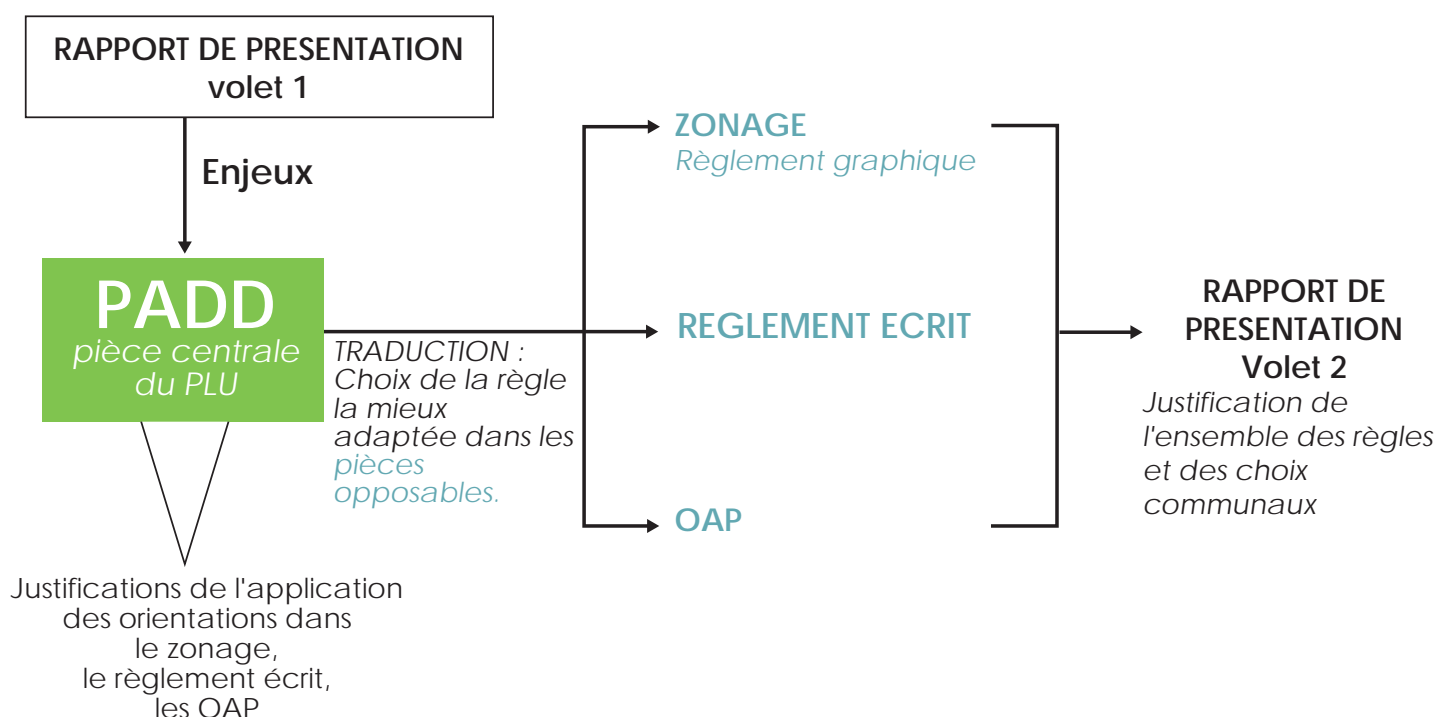 RAPPORT DE PRESENTATION
volet 1
Enjeux
PADD
pièce centrale
du PLU
Justifications de l'application
des orientations dans
le zonage,
le règlement écrit,
les OAP
TRADUCTION :
Choix de la règle
la mieux
adaptée dans les
pièces
opposables.
ZONAGE
Règlement graphique
REGLEMENT ECRIT
OAP
RAPPORT DE
PRESENTATION
Volet 2
Justification de
l'ensemble des règles
et des choix
communaux